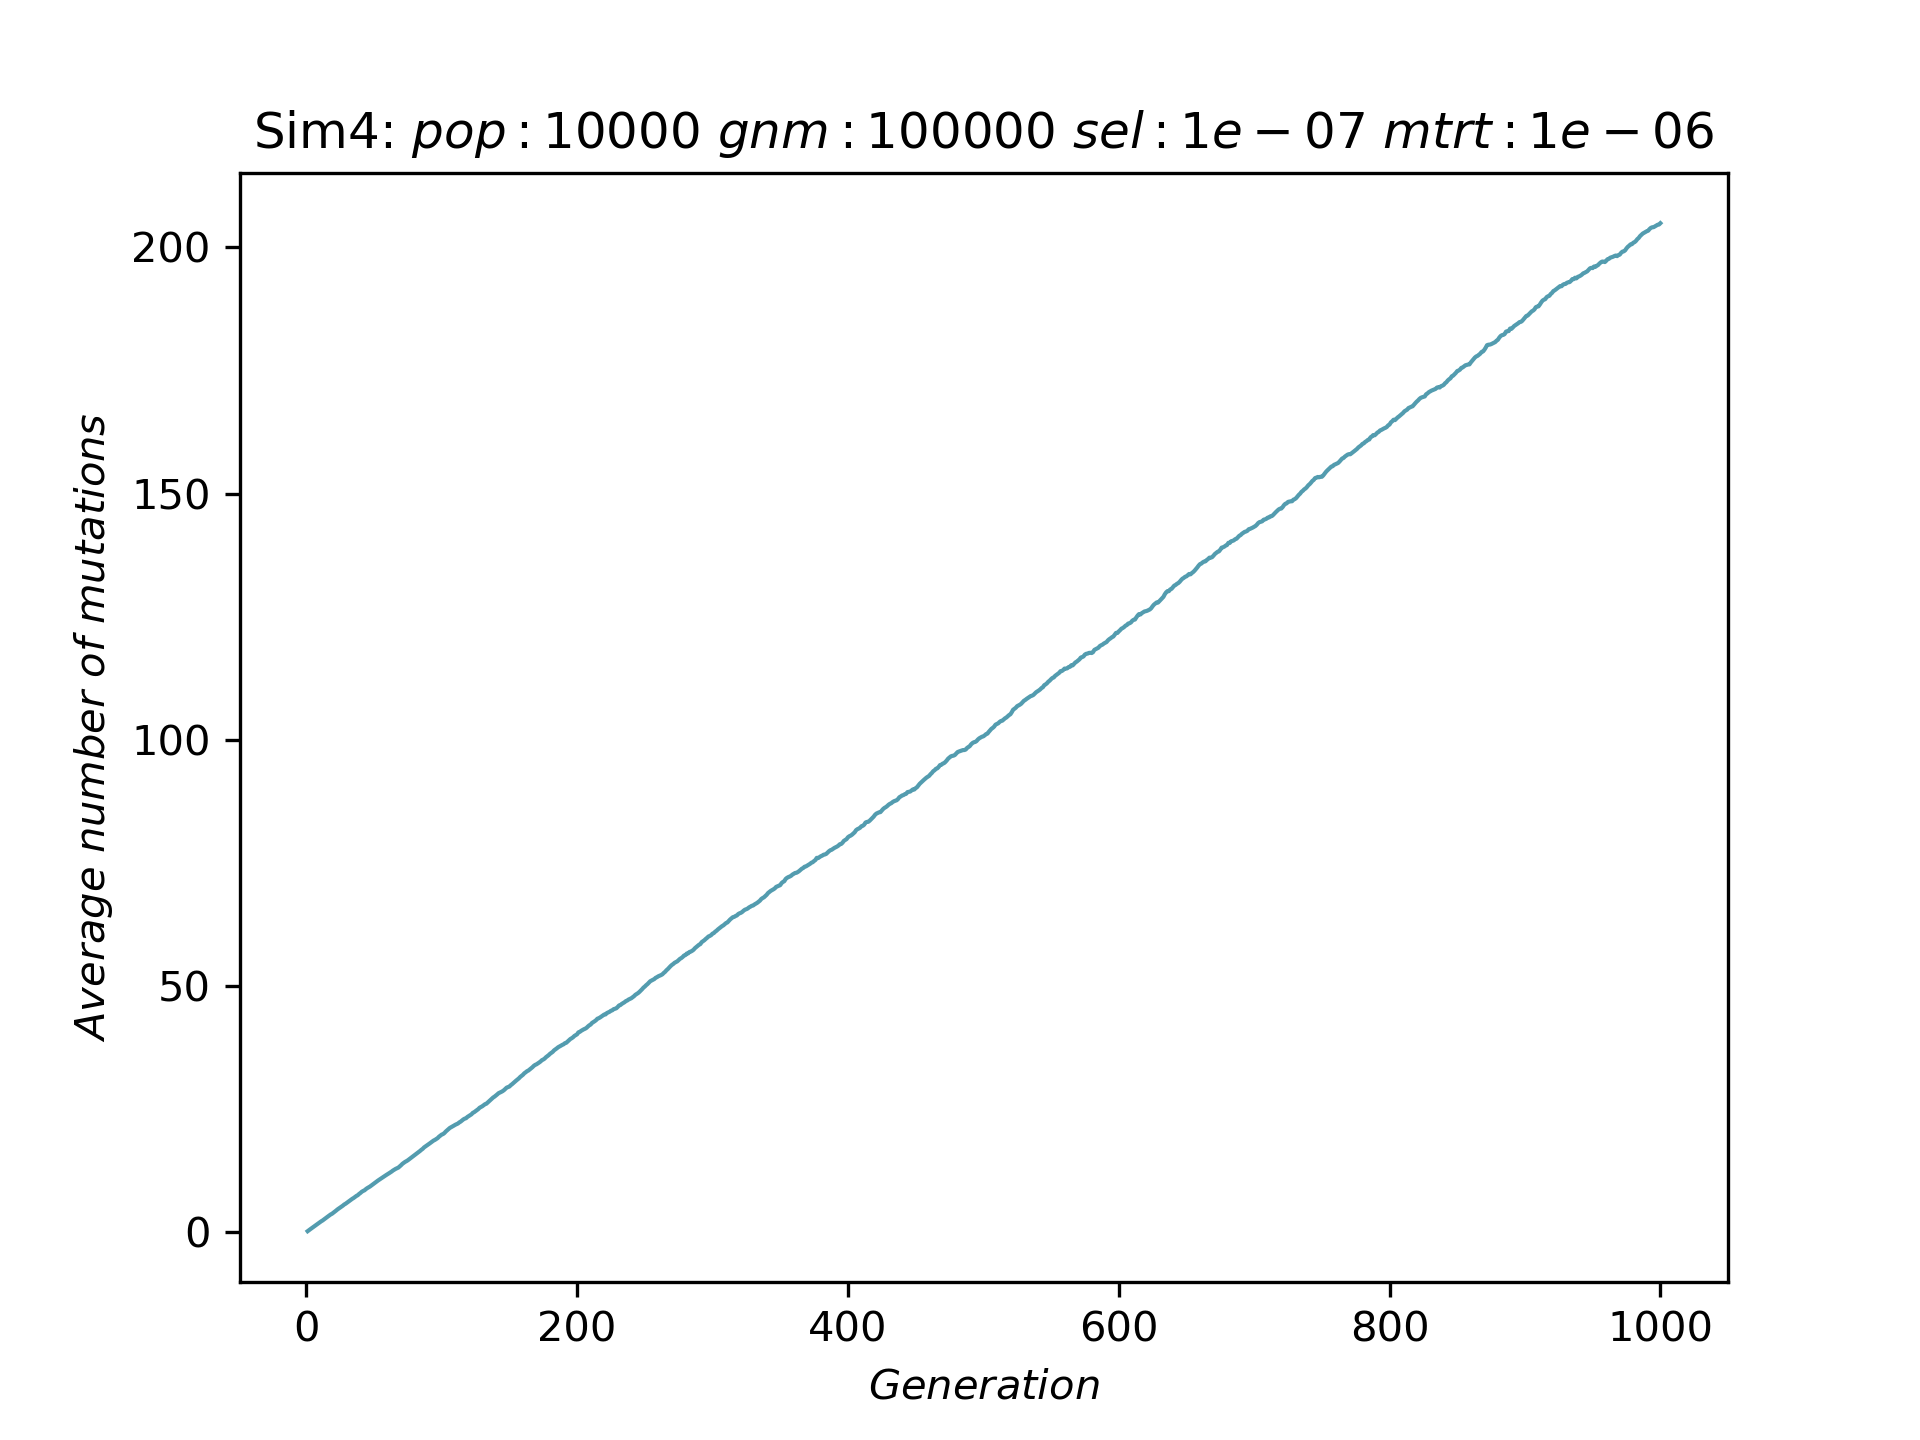 Sim4: pop : 10000 gnm : 100000 sel : 1e − 07 mtrt : 1e − 06
Average number of mutations
200
150
100
50
0
0 200 400 600 800 1000
Generation